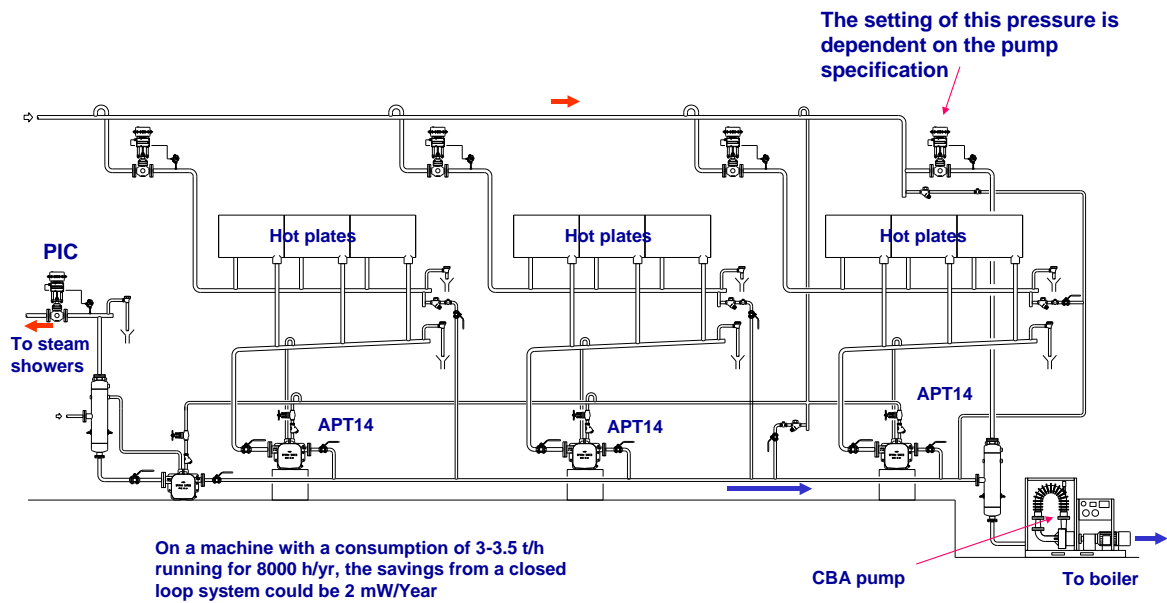 The setting of this pressure is
dependent on the pump
specification
Hot plates
Hot plates
Hot plates
PIC
To steam
showers
APT14
APT14
APT14
On a machine with a consumption of 3-3.5 t/h
running for 8000 h/yr, the savings from a closed
loop system could be 2 mW/Year
CBA pump
To boiler